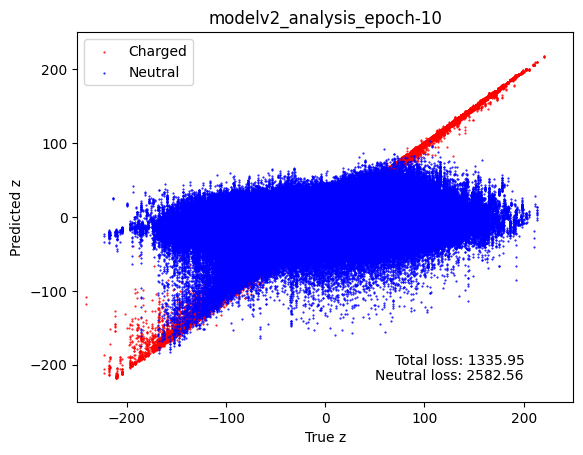 modelv2_analysis_epoch-10
Charged
Neutral
Predicted z
200
100
0
−100
−200
Total loss: 1335.95
Neutral loss: 2582.56
−200
−100
0
100
200
True z